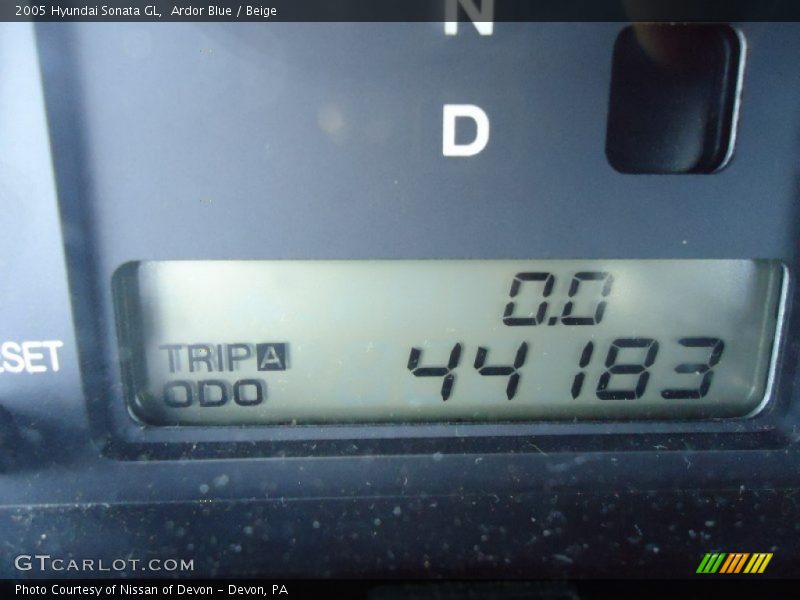 2005 Hyundai Sonata GL,  Ardor Blue / Beige
N
D
0.0
ESET
TRIP A
ODO
44183
GTCARLOT.COM
Photo Courtesy of Nissan of Devon - Devon, PA